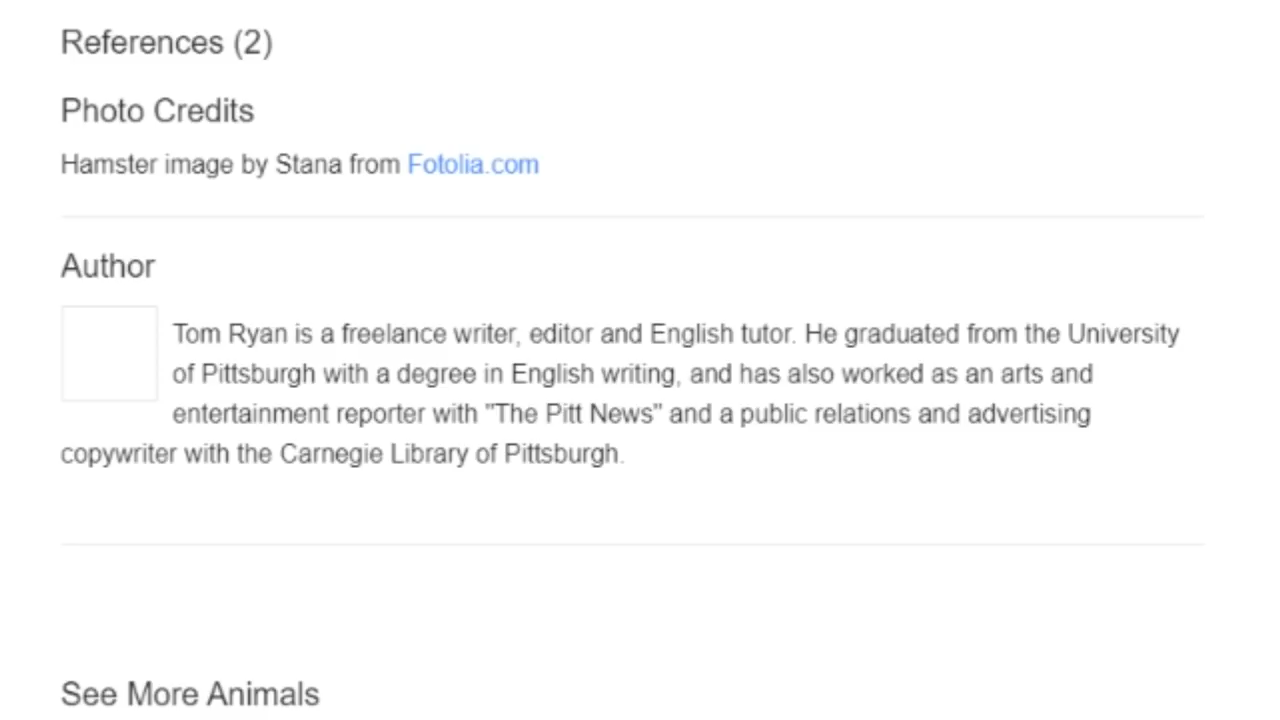 References (2)
Photo Credits
Hamster image by Stana from Fotolia.com
Author
Tom Ryan is a freelance writer, editor and English tutor. He graduated from the University
of Pittsburgh with a degree in English writing, and has also worked as an arts and
entertainment reporter with "The Pitt News" and a public relations and advertising
copywriter with the Carnegie Library of Pittsburgh.
See More Animals